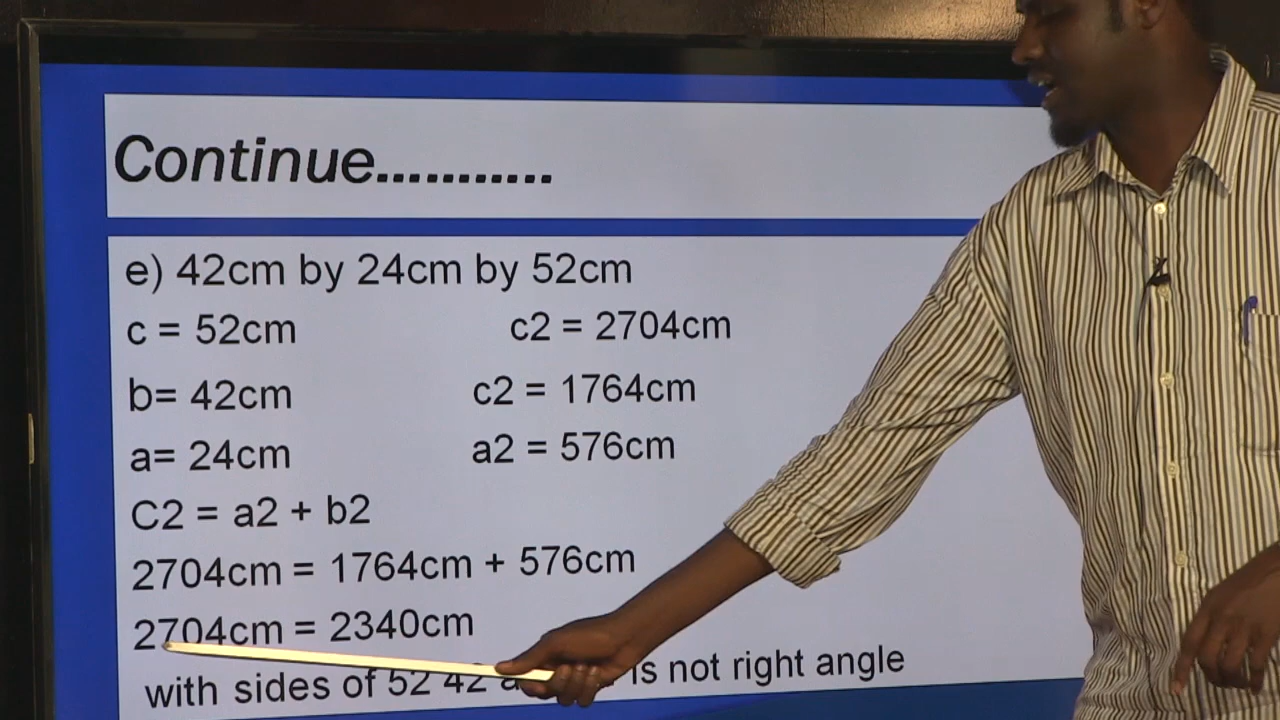 Continue...........
e) 42cm by 24cm by 52cm
c = 52cm c2 = 2704cm
b= 42cm c2 = 1764cm
a= 24cm a2 = 576cm
C2 = a2 + b2
2704cm = 1764cm + 576cm
2704cm = 2340cm
with sides of 52 42 is not right angle